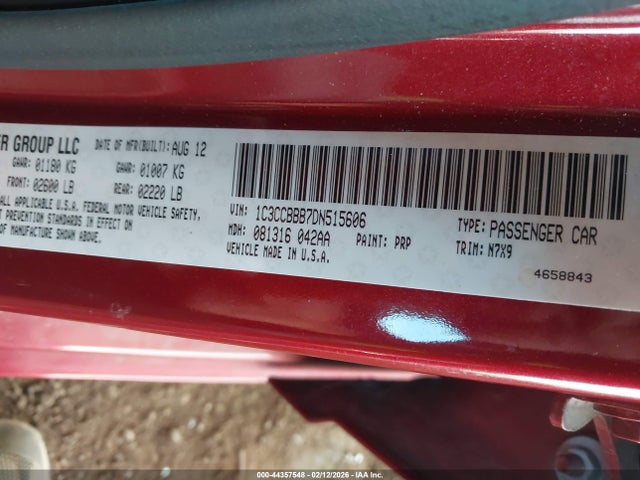 ER GROUP LLC DATE OF MFR(BUILT): AUG 12
GAWR: 01180 KG GAWR: 01007 KG
FRONT: 02600 LB REAR: 02220 LB
ALL APPLICABLE U.S.A. FEDERAL MOTOR VEHICLE SAFETY,
PREVENTION STANDARDS IN EFFECT ON THE
OF MANUFACTURE SHOWN ABOVE.
VIN: 1C3CCBBB7DN515606 TYPE: PASSENGER CAR
MDH: 081316 042AA PAINT: PRP TRIM: N7X9
VEHICLE MADE IN U.S.A.
4658843
000-44357548 - 02/12/2026 - IAA Inc.